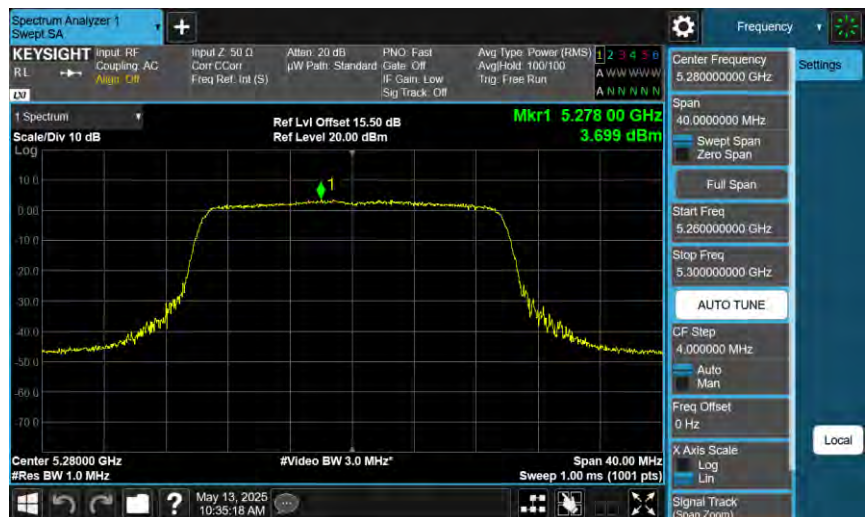 Spectrum Analyzer 1
Swept SA
+
Frequency
KEYSIGHT
RL
LXI
Input: RF
Coupling: AC
Align: Off
Input Z: 50 Ω
Corr CCorr
Freq Ref: Int (S)
Atten: 20 dB
µW Path: Standard
PNO: Fast
Gate: Off
IF Gain: Low
Sig Track: Off
Avg Type: Power (RMS)
Avg|Hold: 100/100
Trig: Free Run
1 2 3 4 5 6
A W W W W W
A N N N N N
1 Spectrum
Scale/Div 10 dB
Log
Ref Lvl Offset 15.50 dB
Ref Level 20.00 dBm
Mkr1 5.278 00 GHz
3.699 dBm
1
10.0
0.00
-10.0
-20.0
-30.0
-40.0
-50.0
-60.0
-70.0
Center 5.28000 GHz
#Res BW 1.0 MHz
#Video BW 3.0 MHz*
Span 40.00 MHz
Sweep 1.00 ms (1001 pts)
Center Frequency
5.280000000 GHz
Span
40.0000000 MHz
Swept Span
Zero Span
Full Span
Start Freq
5.260000000 GHz
Stop Freq
5.300000000 GHz
AUTO TUNE
CF Step
4.000000 MHz
Auto
Man
Freq Offset
0 Hz
X Axis Scale
Log
Lin
Signal Track
(Span Zoom)
Settings
Local
?
May 13, 2025
10:35:18 AM